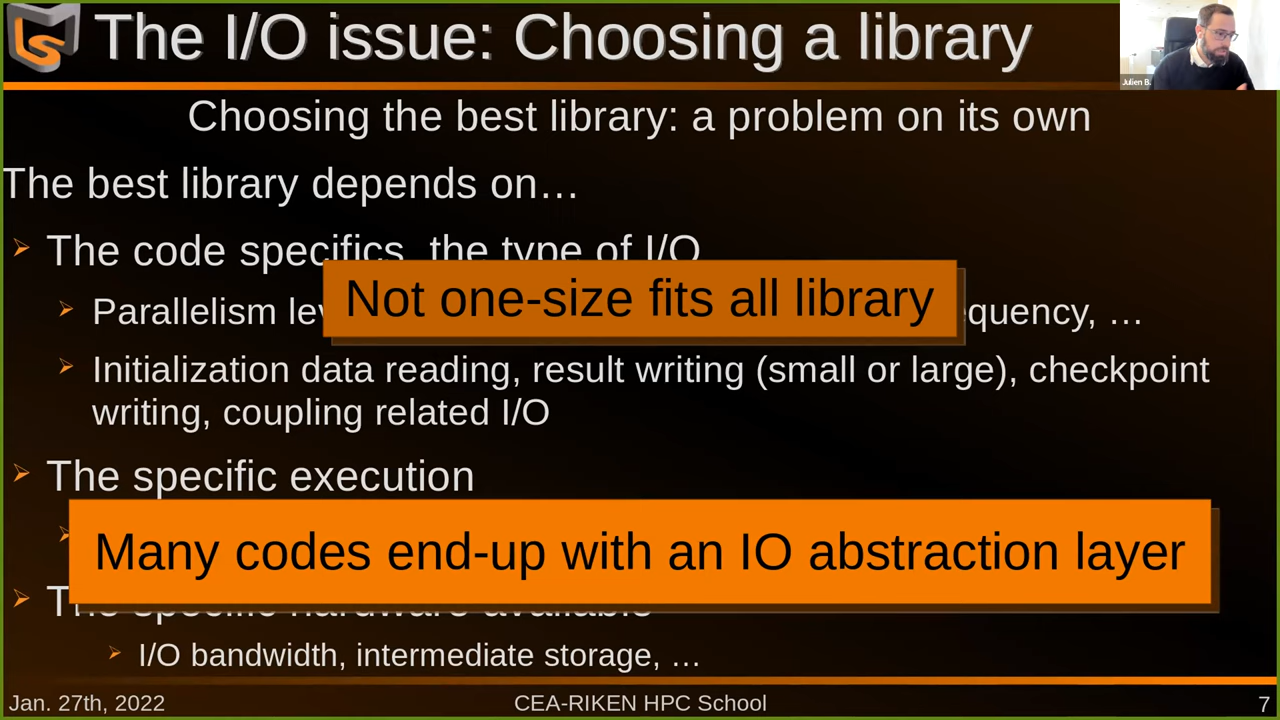 The I/O issue: Choosing a library
Julien B.
Choosing the best library: a problem on its own
The best library depends on…
The code specifics, the type of I/O
Not one-size fits all library
Parallelism quency, …
Initialization data reading, result writing (small or large), checkpoint
writing, coupling related I/O
The specific execution
Many codes end-up with an IO abstraction layer
The specific hardware available
I/O bandwidth, intermediate storage, …
Jan. 27th, 2022
CEA-RIKEN HPC School
7